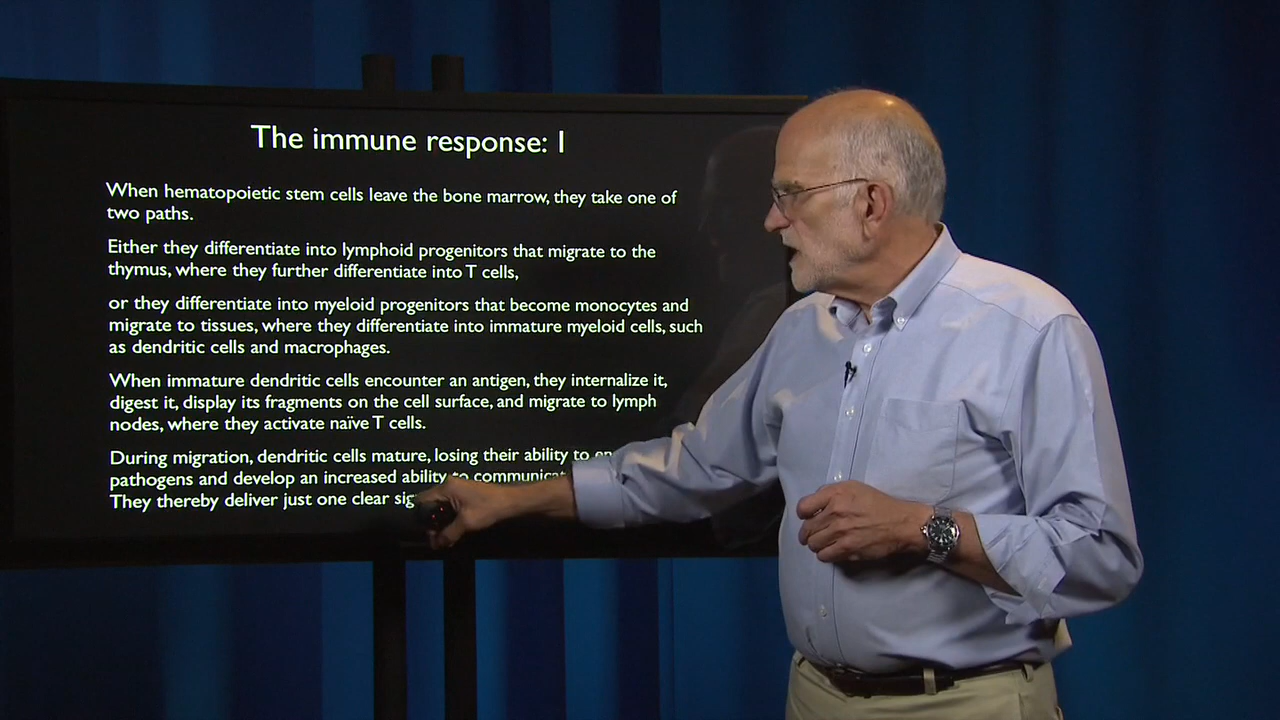 The immune response: I
When hematopoietic stem cells leave the bone marrow, they take one of
two paths.
Either they differentiate into lymphoid progenitors that migrate to the
thymus, where they further differentiate into T cells,
or they differentiate into myeloid progenitors that become monocytes and
migrate to tissues, where they differentiate into immature myeloid cells, such
as dendritic cells and macrophages.
When immature dendritic cells encounter an antigen, they internalize it,
digest it, display its fragments on the cell surface, and migrate to lymph
nodes, where they activate naïve T cells.
During migration, dendritic cells mature, losing their ability to
pathogens and develop an increased ability to
They thereby deliver just one clear